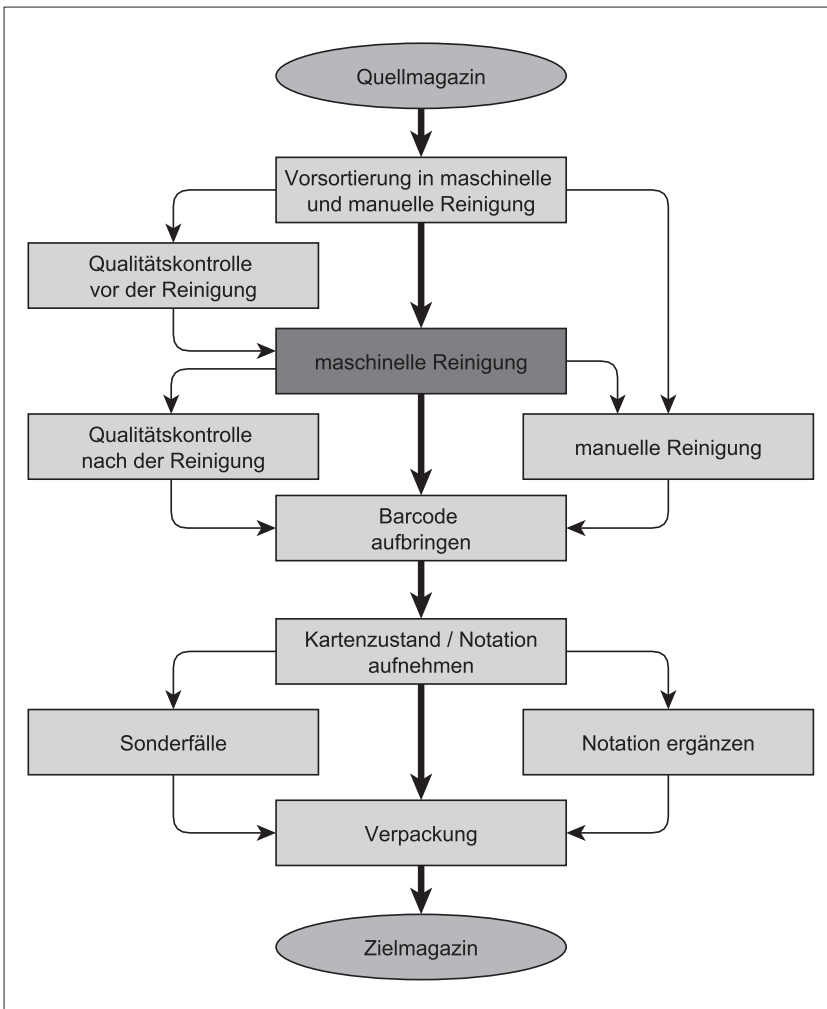 Quellmagazin
Vorsortierung in maschinelle
und manuelle Reinigung
Qualitätskontrolle
vor der Reinigung
maschinelle Reinigung
Qualitätskontrolle
nach der Reinigung
manuelle Reinigung
Barcode
aufbringen
Kartenzustand / Notation
aufnehmen
Sonderfälle
Notation ergänzen
Verpackung
Zielmagazin